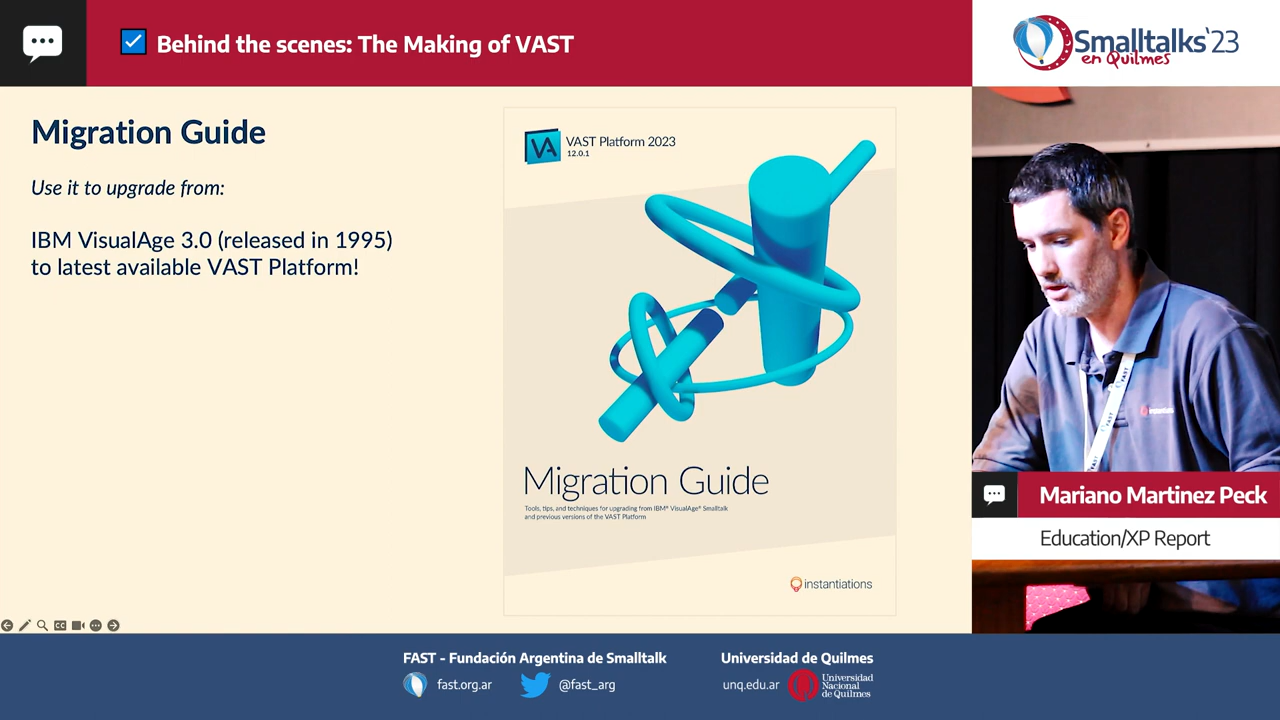 Behind the scenes: The Making of VAST
Smalltalks'23
en Quilmes
Migration Guide
Use it to upgrade from:
IBM VisualAge 3.0 (released in 1995)
to latest available VAST Platform!
VA
VAST Platform 2023
12.0.1
Migration Guide
Tools, tips, and techniques for upgrading from IBM® VisualAge® Smalltalk
and previous versions of the VAST Platform
instantiations
FAST
instantiations
Mariano Martinez Peck
Education/XP Report
CC
FAST - Fundación Argentina de Smalltalk
fast.org.ar
@fast_arg
Universidad de Quilmes
unq.edu.ar
Universidad
Nacional
de Quilmes